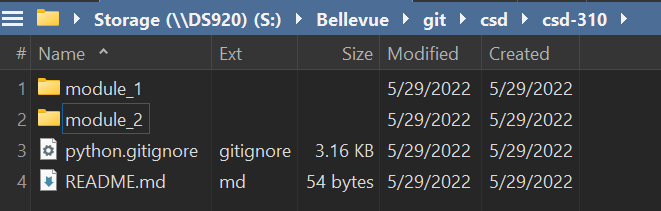 Storage (\\DS920) (S:) Bellevue git csd csd-310
# Name Ext Size Modified Created
1 module_1 5/29/2022 5/29/2022
2 module_2 5/29/2022 5/29/2022
3 python.gitignore gitignore 3.16 KB 5/29/2022 5/29/2022
4 README.md md 54 bytes 5/29/2022 5/29/2022